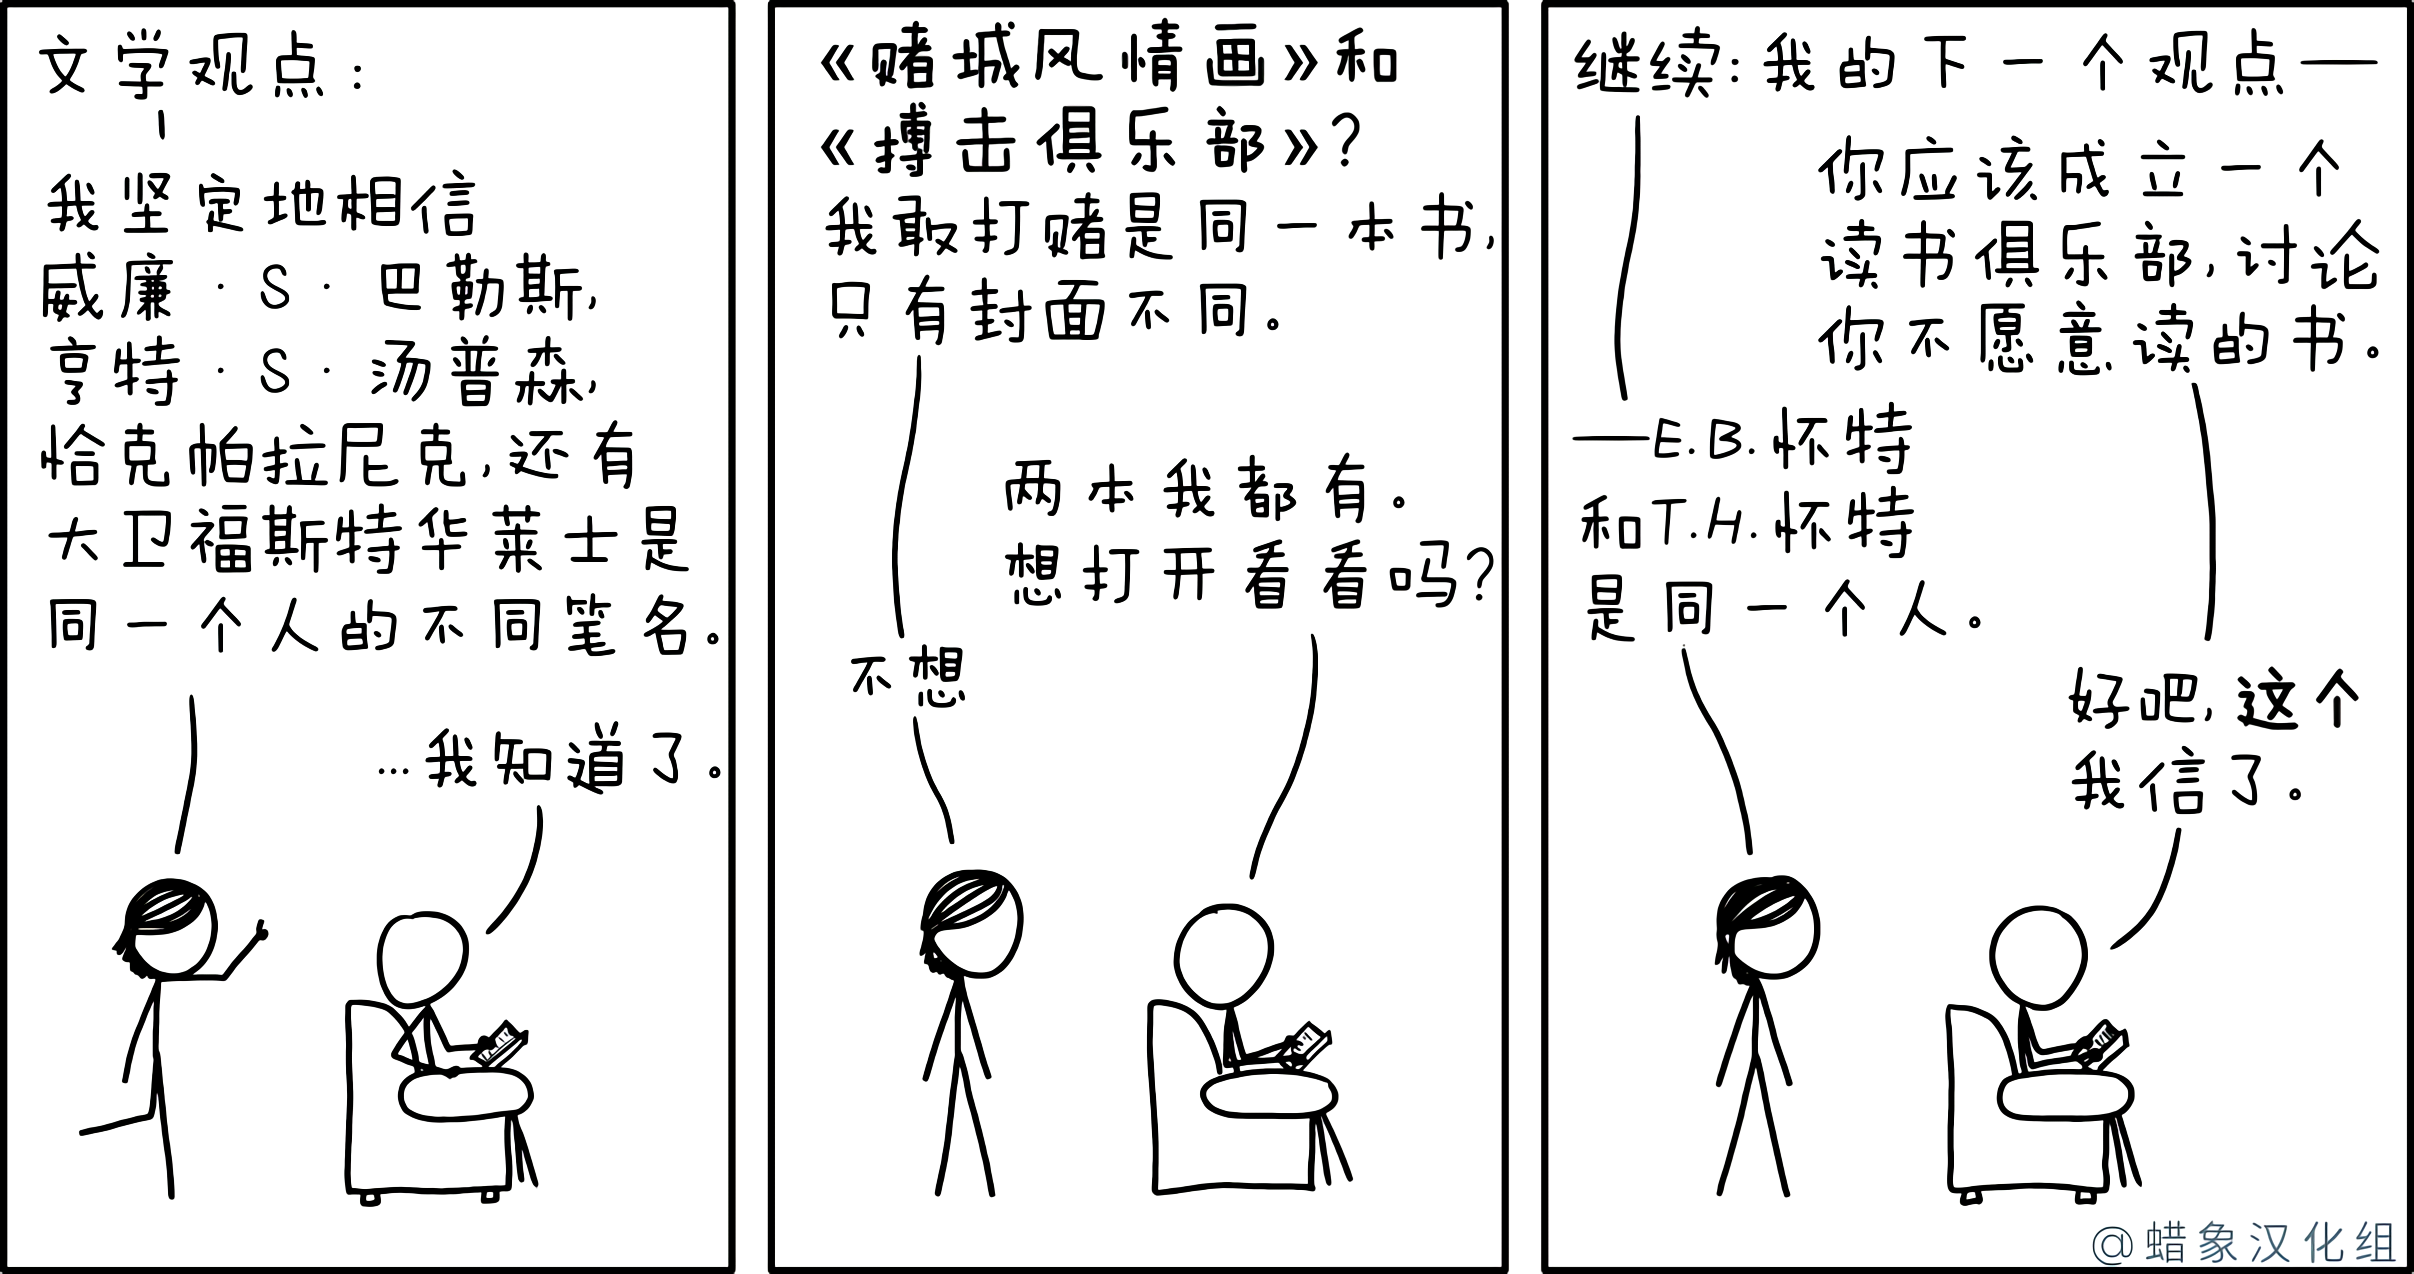 文学观点：
我坚定地相信
威廉·S·巴勒斯，
亨特·S·汤普森，
恰克帕拉尼克，还有
大卫福斯特华莱士是
同一个人的不同笔名。
…我知道了。
《赌城风情画》和
《搏击俱乐部》？
我敢打赌是同一本书，
只有封面不同。
两本我都有。
想打开看看吗？
不想
继续：我的下一个观点——
你应该成立一个
读书俱乐部，讨论
你不愿意读的书。
——E.B.怀特
和T.H.怀特
是同一个人。
好吧，这个
我信了。
@蜡象汉化组